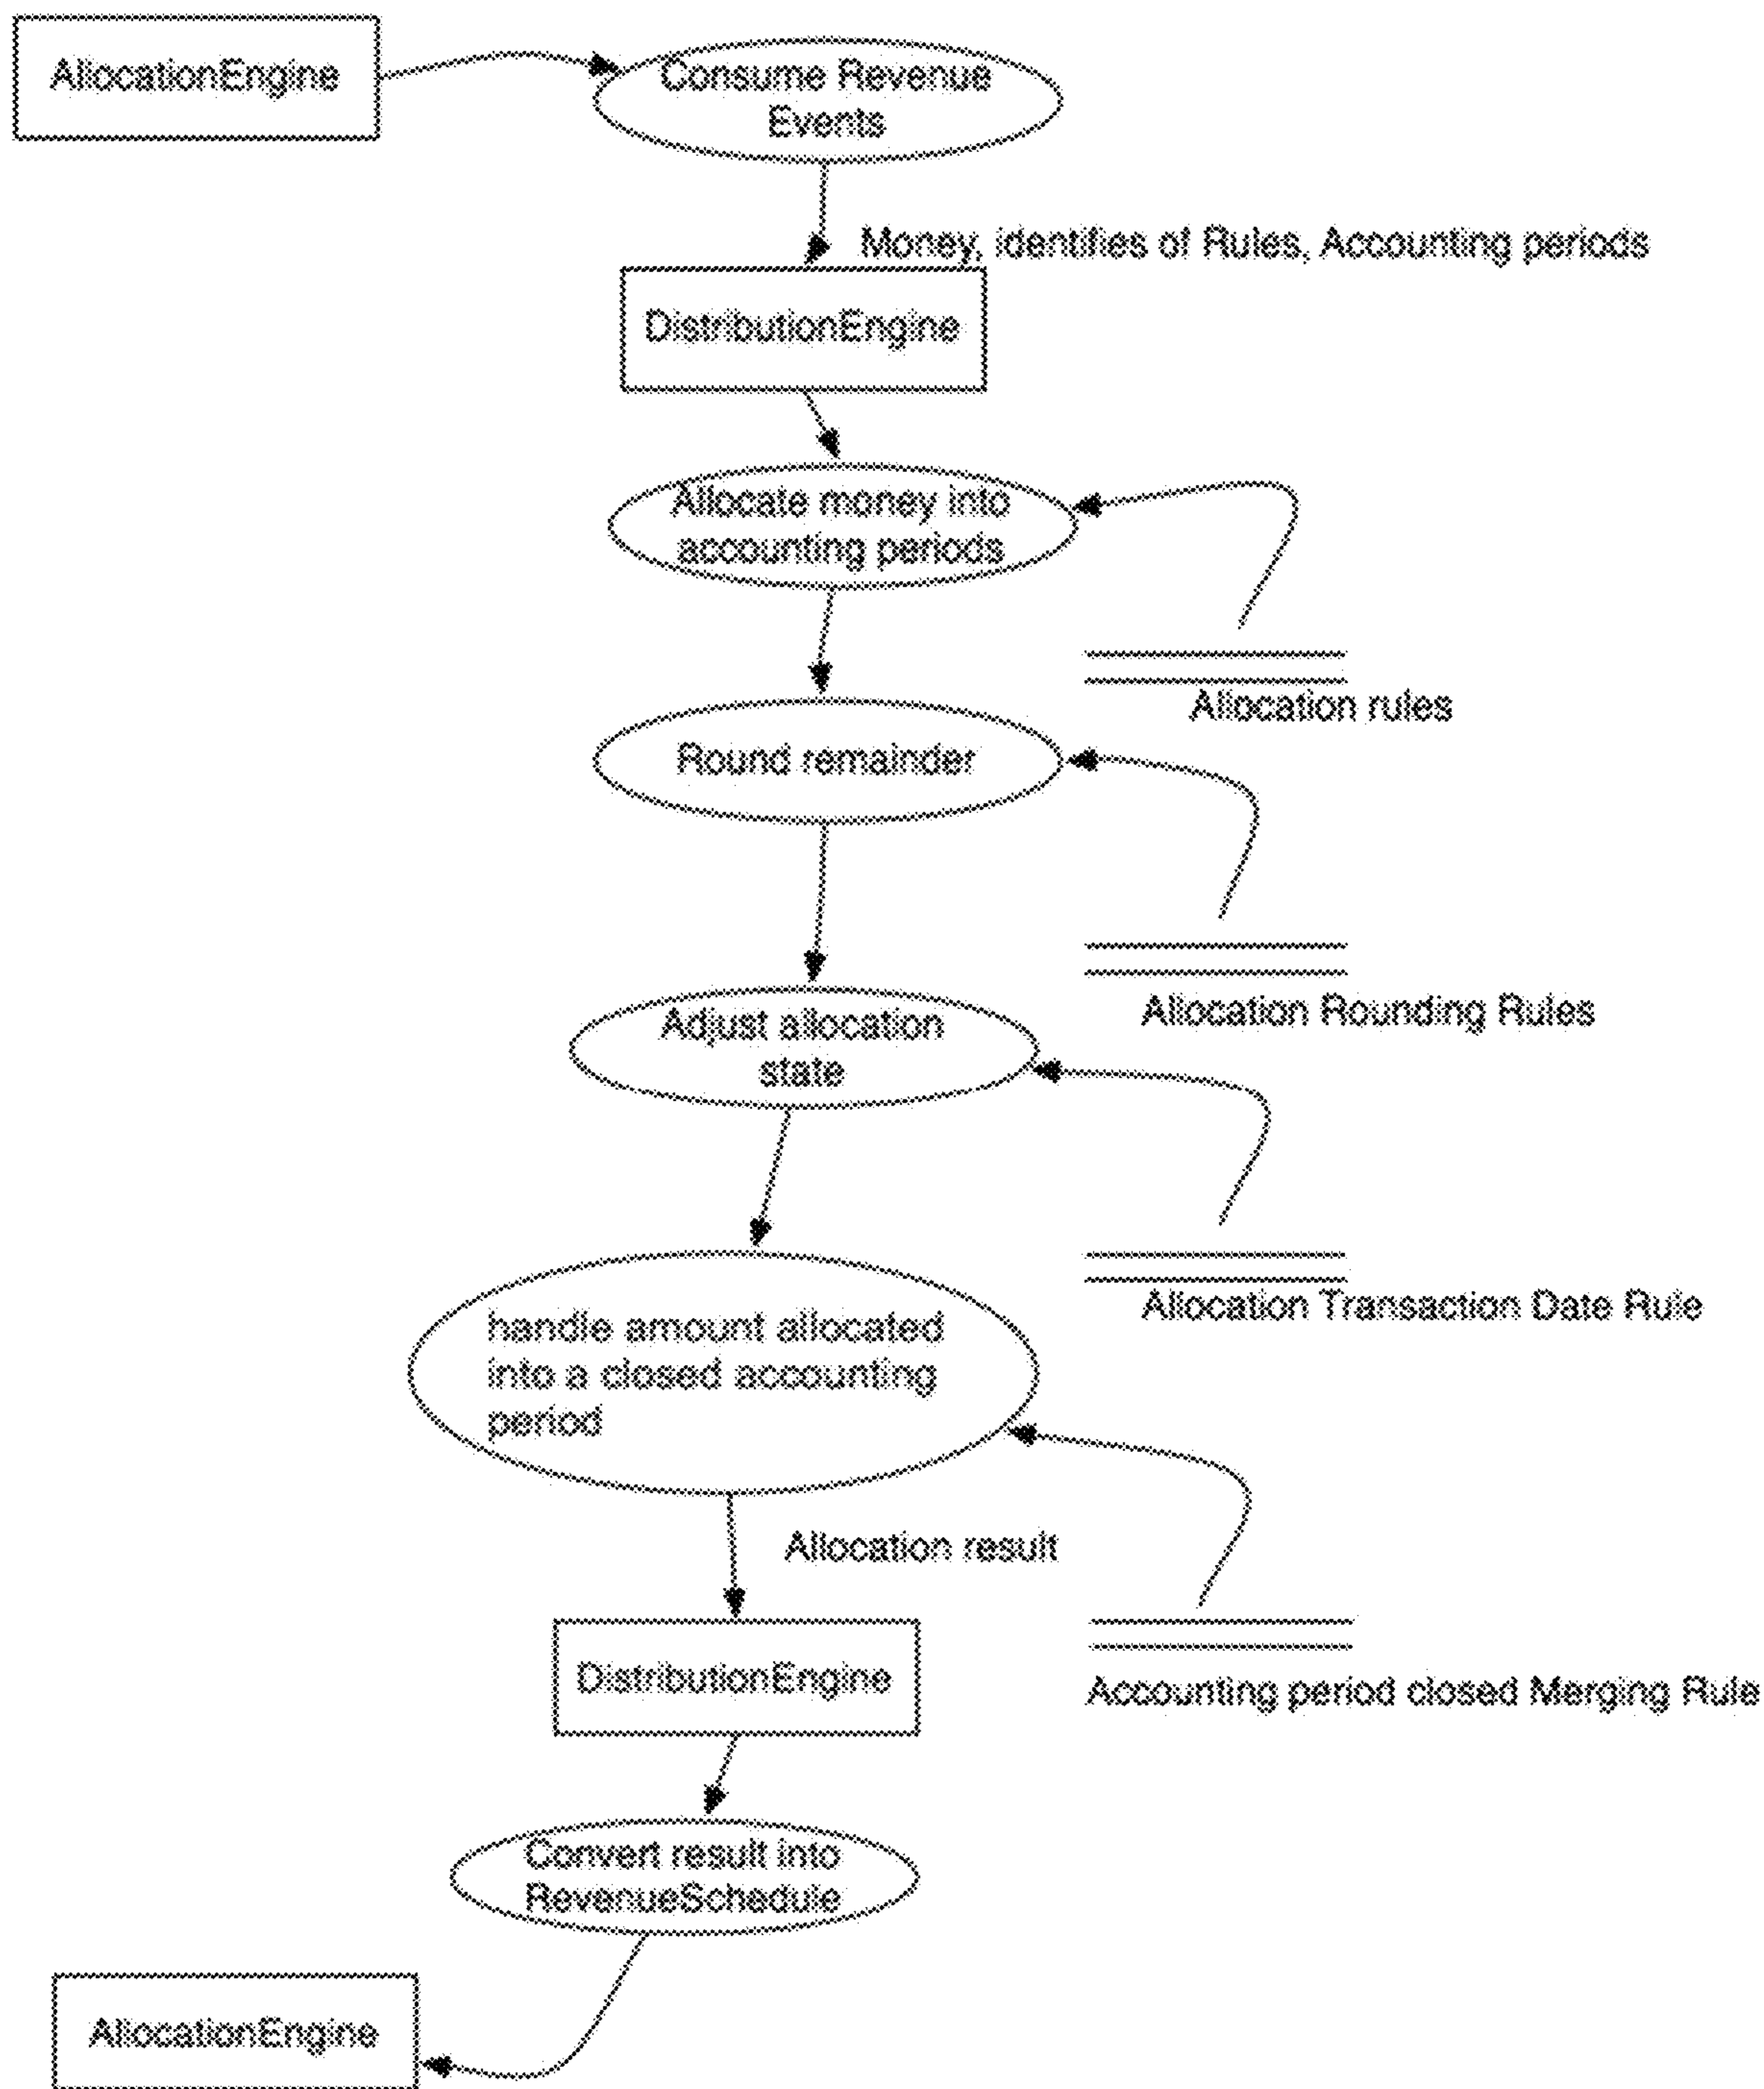 AllocationEngine
Consume Revenue
Events
Money, identifies of Rules, Accounting periods
DistributionEngine
Allocate money into
accounting periods
Allocation rules
Round remainder
Allocation Rounding Rules
Adjust allocation
state
Allocation Transaction Date Rule
handle amount allocated
into a closed accounting
period
Allocation result
DistributionEngine
Accounting period closed Merging Rule
Convert result into
RevenueSchedule
AllocationEngine